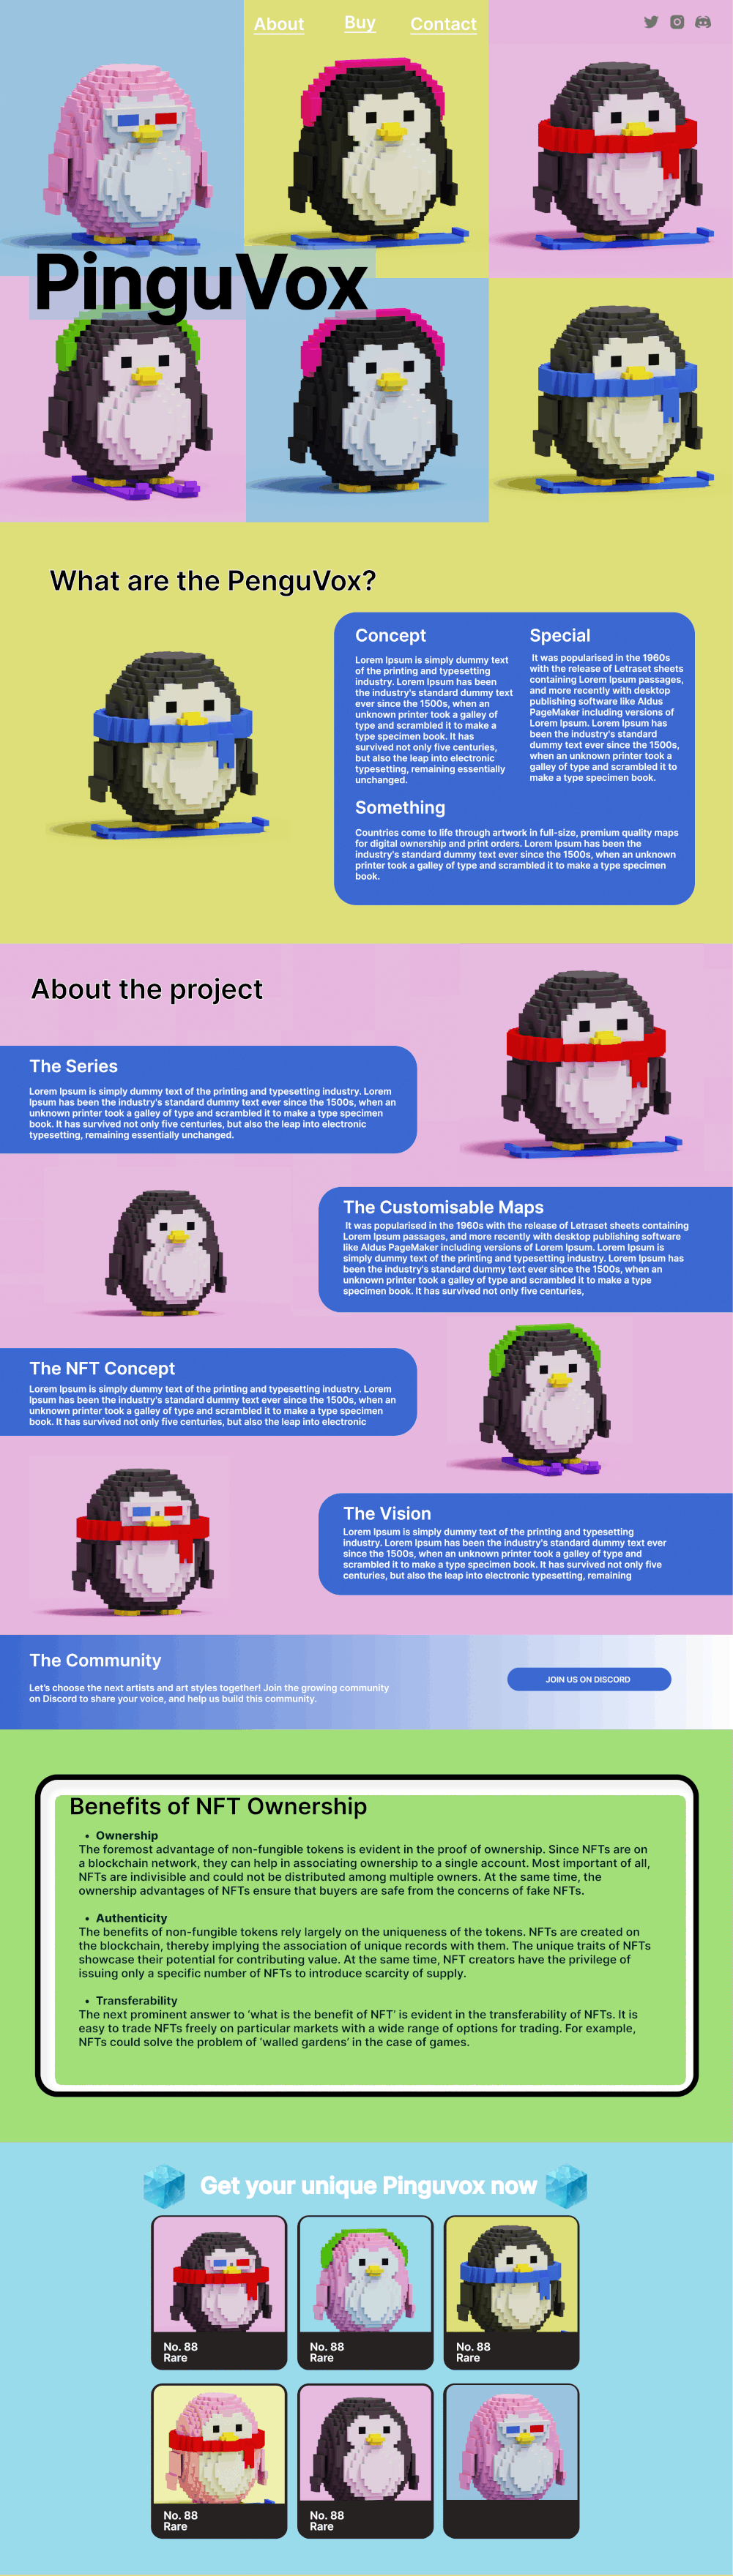 About
Buy
Contact
PinguVox
What are the PenguVox?
Concept
Lorem Ipsum is simply dummy text
of the printing and typesetting
industry. Lorem Ipsum has been
the industry's standard dummy text
ever since the 1500s, when an
unknown printer took a galley of
type and scrambled it to make a
type specimen book. It has
survived not only five centuries,
but also the leap into electronic
typesetting, remaining essentially
unchanged.
Special
It was popularised in the 1960s
with the release of Letraset sheets
containing Lorem Ipsum passages,
and more recently with desktop
publishing software like Aldus
PageMaker including versions of
Lorem Ipsum. Lorem Ipsum has
been the industry's standard
dummy text ever since the 1500s,
when an unknown printer took a
galley of type and scrambled it to
make a type specimen book.
Something
Countries come to life through artwork in full-size, premium quality maps
for digital ownership and print orders. Lorem Ipsum has been the
industry's standard dummy text ever since the 1500s, when an unknown
printer took a galley of type and scrambled it to make a type specimen
book.
About the project
The Series
Lorem Ipsum is simply dummy text of the printing and typesetting industry. Lorem
Ipsum has been the industry's standard dummy text ever since the 1500s, when an
unknown printer took a galley of type and scrambled it to make a type specimen
book. It has survived not only five centuries, but also the leap into electronic
typesetting, remaining essentially unchanged.
The Customisable Maps
It was popularised in the 1960s with the release of Letraset sheets containing
Lorem Ipsum passages, and more recently with desktop publishing software
like Aldus PageMaker including versions of Lorem Ipsum. Lorem Ipsum is
simply dummy text of the printing and typesetting industry. Lorem Ipsum has
been the industry's standard dummy text ever since the 1500s, when an
unknown printer took a galley of type and scrambled it to make a type
specimen book. It has survived not only five centuries,
The NFT Concept
Lorem Ipsum is simply dummy text of the printing and typesetting industry. Lorem
Ipsum has been the industry's standard dummy text ever since the 1500s, when an
unknown printer took a galley of type and scrambled it to make a type specimen
book. It has survived not only five centuries, but also the leap into electronic
The Vision
Lorem Ipsum is simply dummy text of the printing and typesetting
industry. Lorem Ipsum has been the industry's standard dummy text ever
since the 1500s, when an unknown printer took a galley of type and
scrambled it to make a type specimen book. It has survived not only five
centuries, but also the leap into electronic typesetting, remaining
The Community
Let's choose the next artists and art styles together! Join the growing community
on Discord to share your voice, and help us build this community.
JOIN US ON DISCORD
Benefits of NFT Ownership
• Ownership
The foremost advantage of non-fungible tokens is evident in the proof of ownership. Since NFTs are on
a blockchain network, they can help in associating ownership to a single account. Most important of all,
NFTs are indivisible and could not be distributed among multiple owners. At the same time, the
ownership advantages of NFTs ensure that buyers are safe from the concerns of fake NFTs.
• Authenticity
The benefits of non-fungible tokens rely largely on the uniqueness of the tokens. NFTs are created on
the blockchain, thereby implying the association of unique records with them. The unique traits of NFTs
showcase their potential for contributing value. At the same time, NFT creators have the privilege of
issuing only a specific number of NFTs to introduce scarcity of supply.
• Transferability
The next prominent answer to ‘what is the benefit of NFT’ is evident in the transferability of NFTs. It is
easy to trade NFTs freely on particular markets with a wide range of options for trading. For example,
NFTs could solve the problem of ‘walled gardens’ in the case of games.
Get your unique Pinguvox now
No. 88
Rare
No. 88
Rare
No. 88
Rare
No. 88
Rare
No. 88
Rare